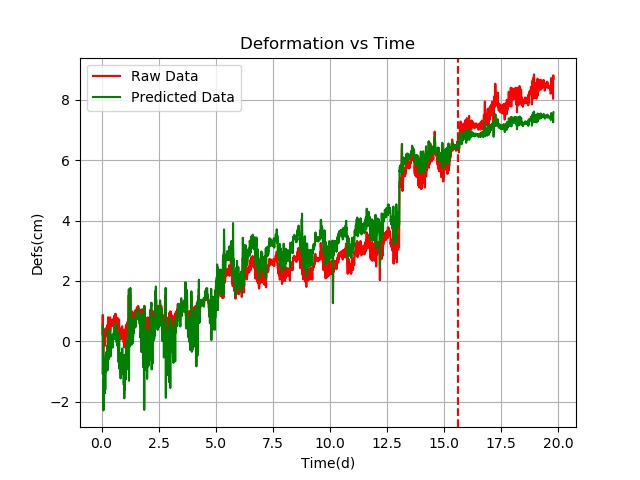 Deformation vs Time
Raw Data
Predicted Data
Defs(cm)
8
6
4
2
0
−2
0.0 2.5 5.0 7.5 10.0 12.5 15.0 17.5 20.0
Time(d)